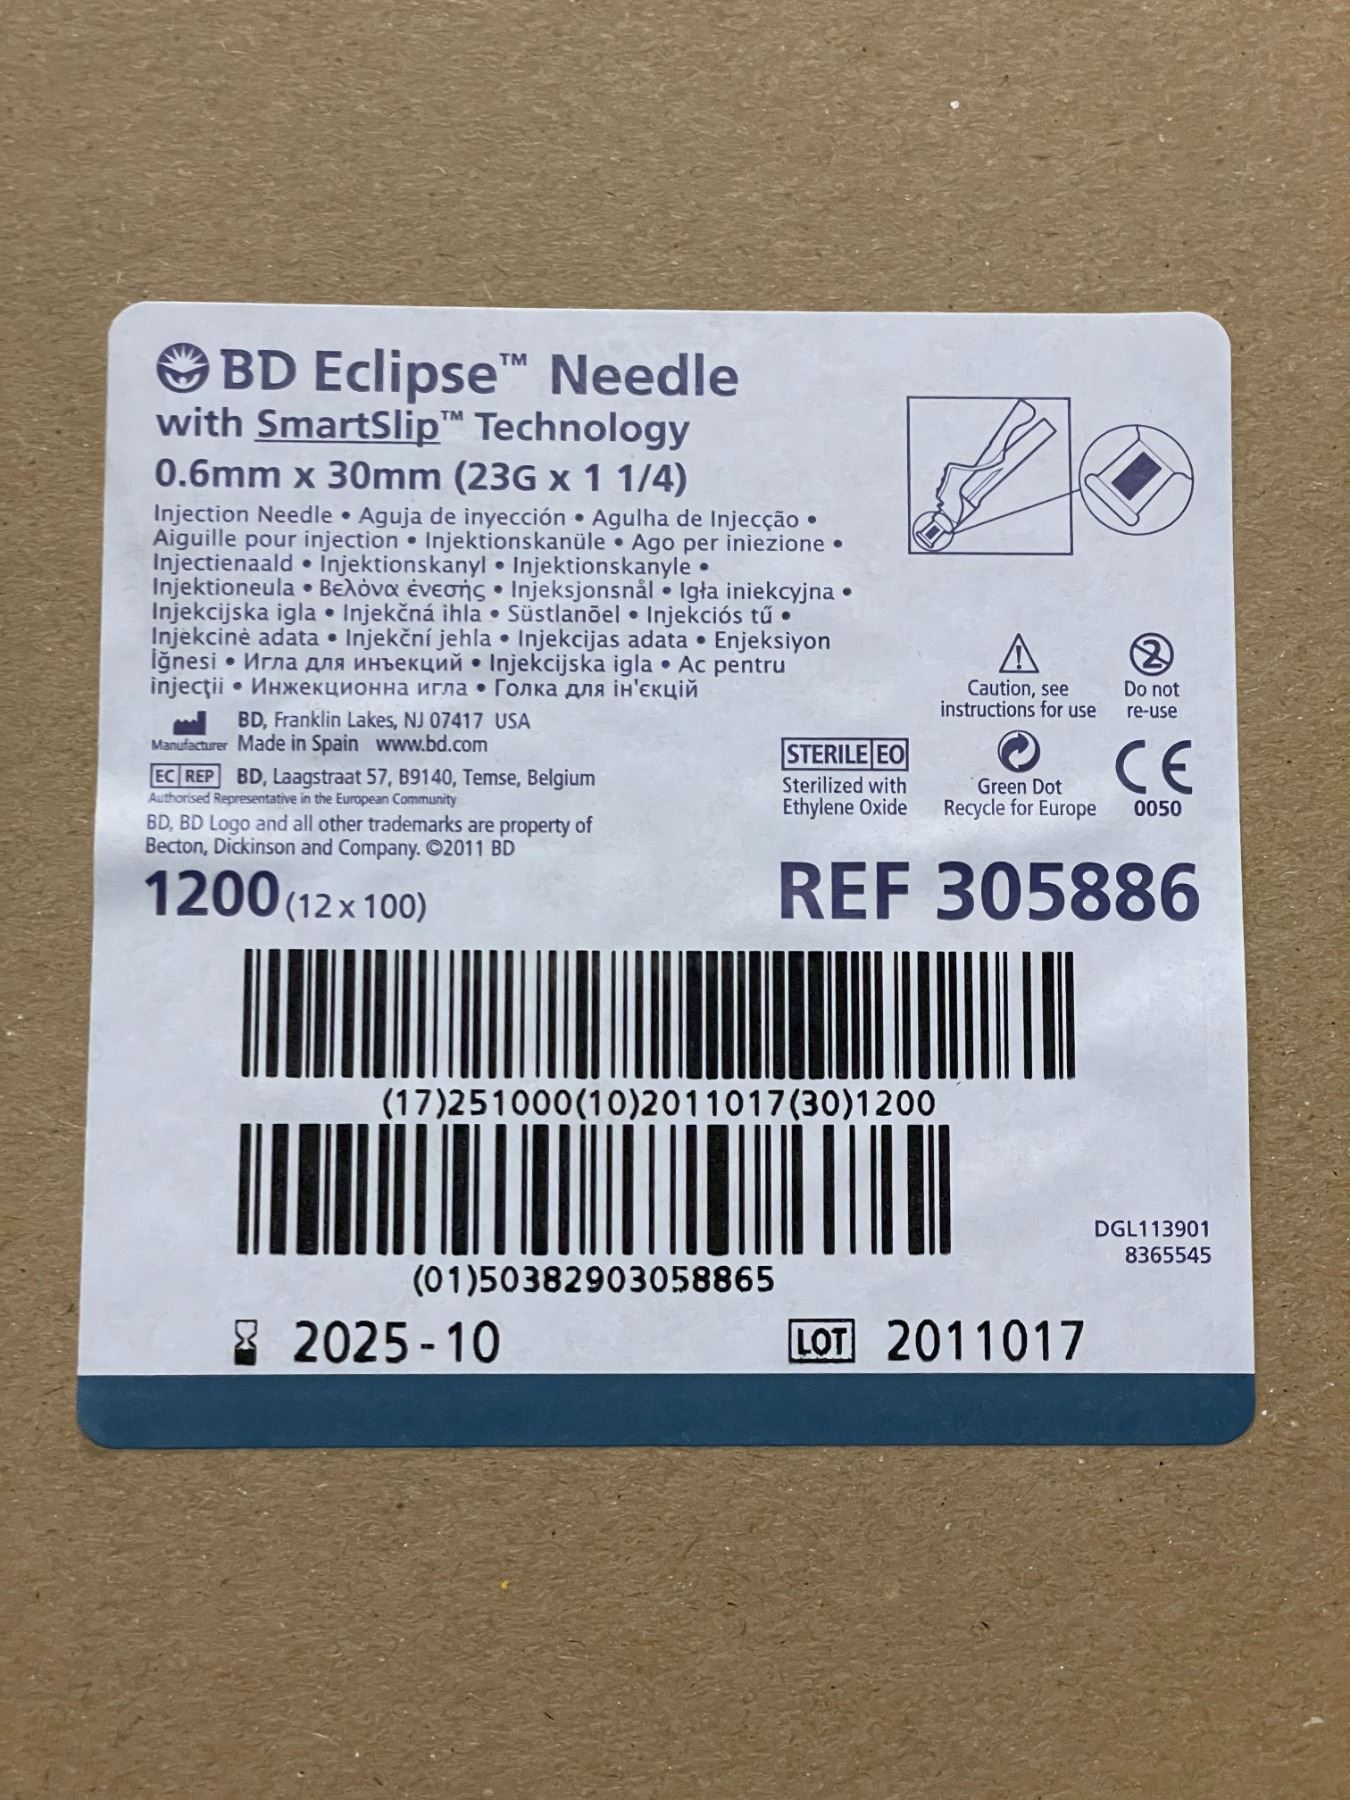 BD Eclipse™ Needle
with SmartSlip™ Technology
0.6mm x 30mm (23G x 1 1/4)
Injection Needle • Aguja de inyección • Agulha de Injecção •
Aiguille pour injection • Injektionskanüle • Ago per iniezione •
Injectienaald • Injektionskanyl • Injektionskanyle •
Injektioneula • Βελόνα ἐνεσής • Injeksjonsnål • Igła iniekcyjna •
Injekcijska igla • Injekčná ihla • Süstlanõel • Injekciós tű •
Injekcinė adata • Injekční jehla • Injekcijas adata • Enjeksiyon
İğnesi • Игла для инъекций • Injekcijska igla • Ac pentru
injecţii • Инжекционна игла • Голка для ін'єкцій
Manufacturer
BD, Franklin Lakes, NJ 07417 USA
Made in Spain www.bd.com
EC REP BD, Laagstraat 57, B9140, Temse, Belgium
Authorised Representative in the European Community
BD, BD Logo and all other trademarks are property of
Becton, Dickinson and Company. ©2011 BD
Caution, see
instructions for use
2
Do not
re-use
STERILE EO
Sterilized with
Ethylene Oxide
Green Dot
Recycle for Europe
CE
0050
1200 (12 x 100)
REF 305886
(17)251000(10)2011017(30)1200
(01)50382903058865
DGL113901
8365545
2025-10
LOT 2011017